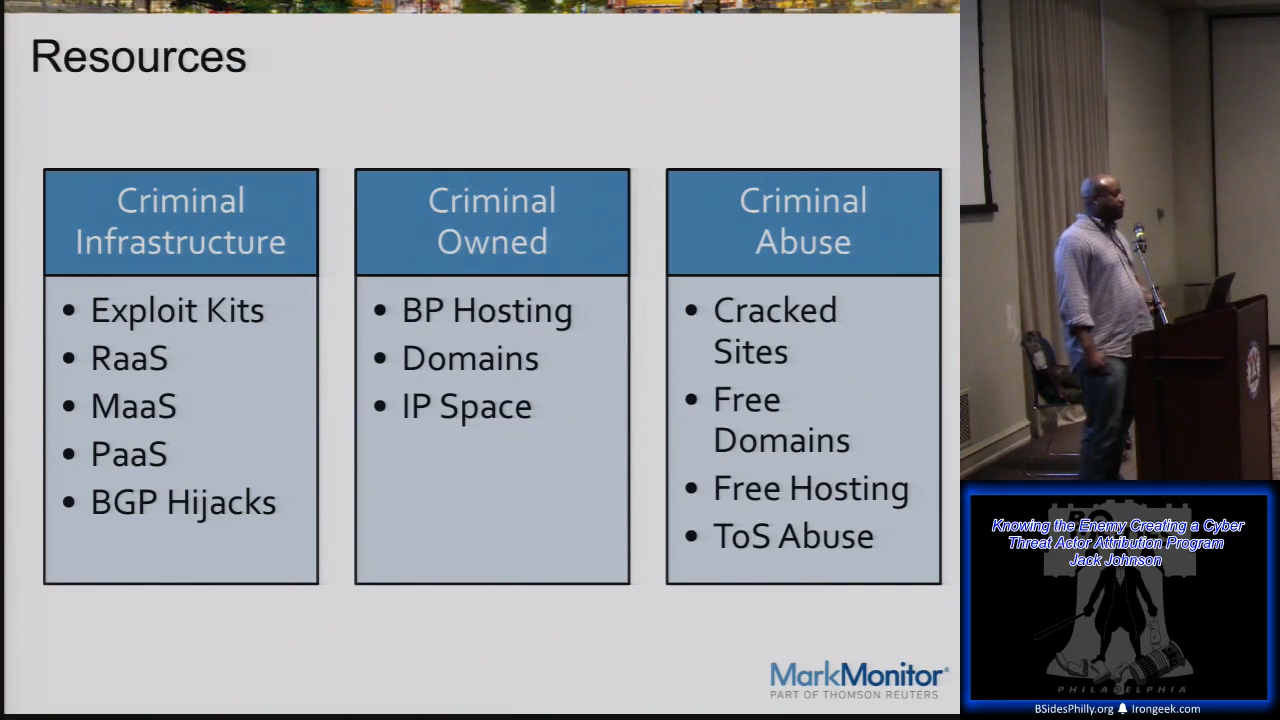 Resources
Criminal
Infrastructure
• Exploit Kits
• RaaS
• MaaS
• PaaS
• BGP Hijacks
Criminal
Owned
• BP Hosting
• Domains
• IP Space
Criminal
Abuse
• Cracked
Sites
• Free
Domains
• Free Hosting
• ToS Abuse
MarkMonitor
PART OF THOMSON REUTERS
Knowing the Enemy Creating a Cyber
Threat Actor Attribution Program
Jack Johnson
PHILADELPHIA
BSidesPhilly.org Irongeek.com